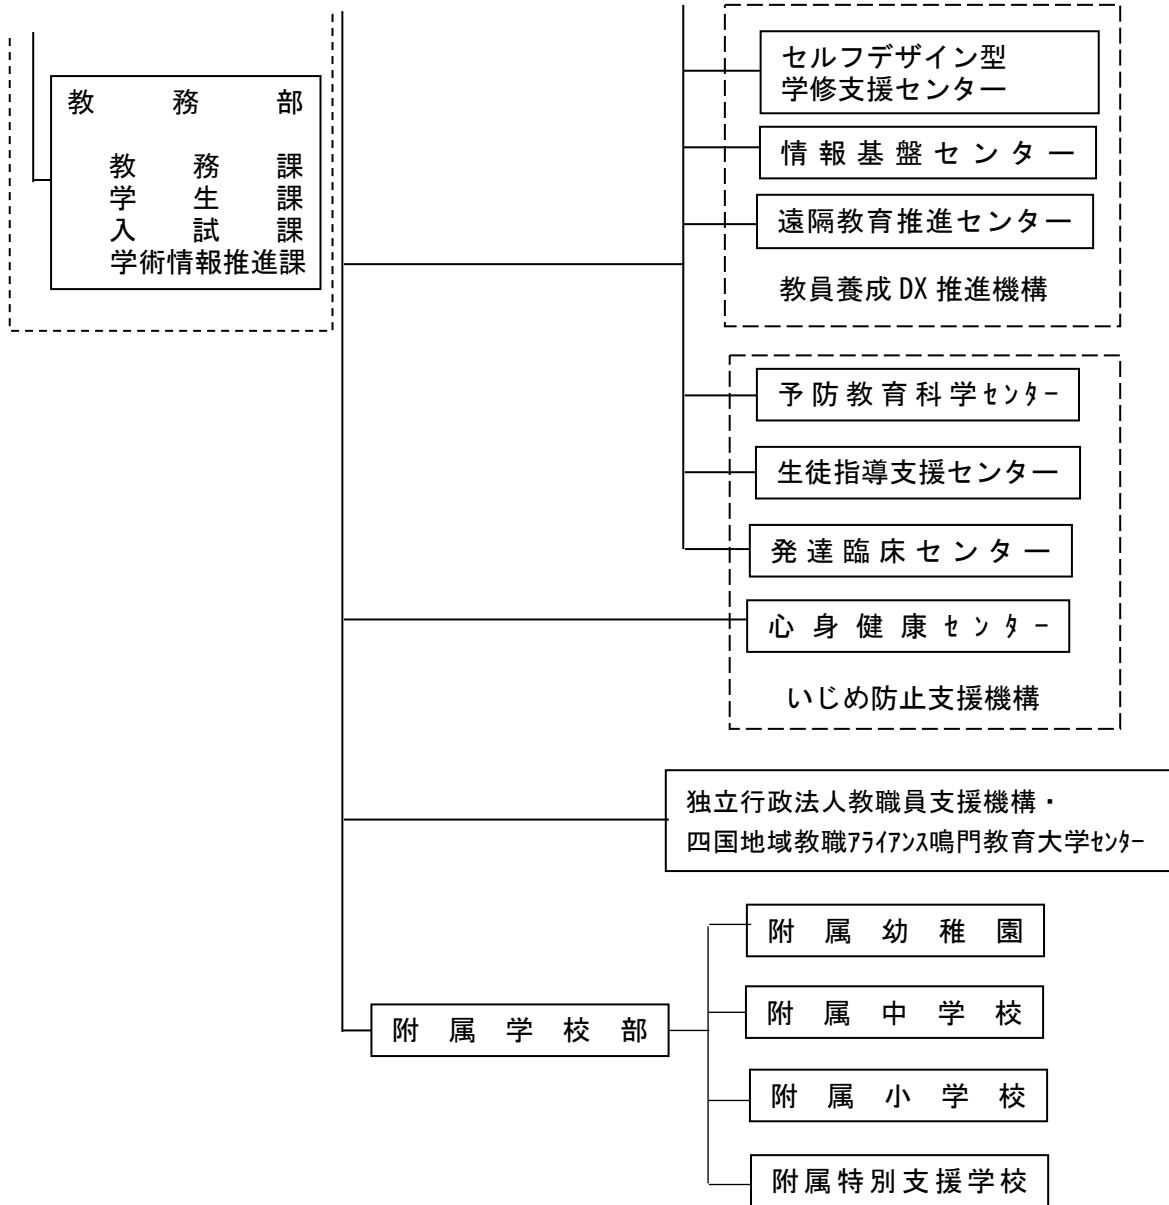 教務部
教務課
学生課
入試課
学術情報推進課
セルフデザイン型
学修支援センター
情報基盤センター
遠隔教育推進センター
教員養成DX推進機構
予防教育科学ｾﾝﾀｰ
生徒指導支援センター
発達臨床センター
心身健康ｾﾝﾀｰ
いじめ防止支援機構
独立行政法人教職員支援機構・
四国地域教職ｱﾗｲｱﾝｽ鳴門教育大学ｾﾝﾀｰ
附属学校部
附属幼稚園
附属中学校
附属小学校
附属特別支援学校